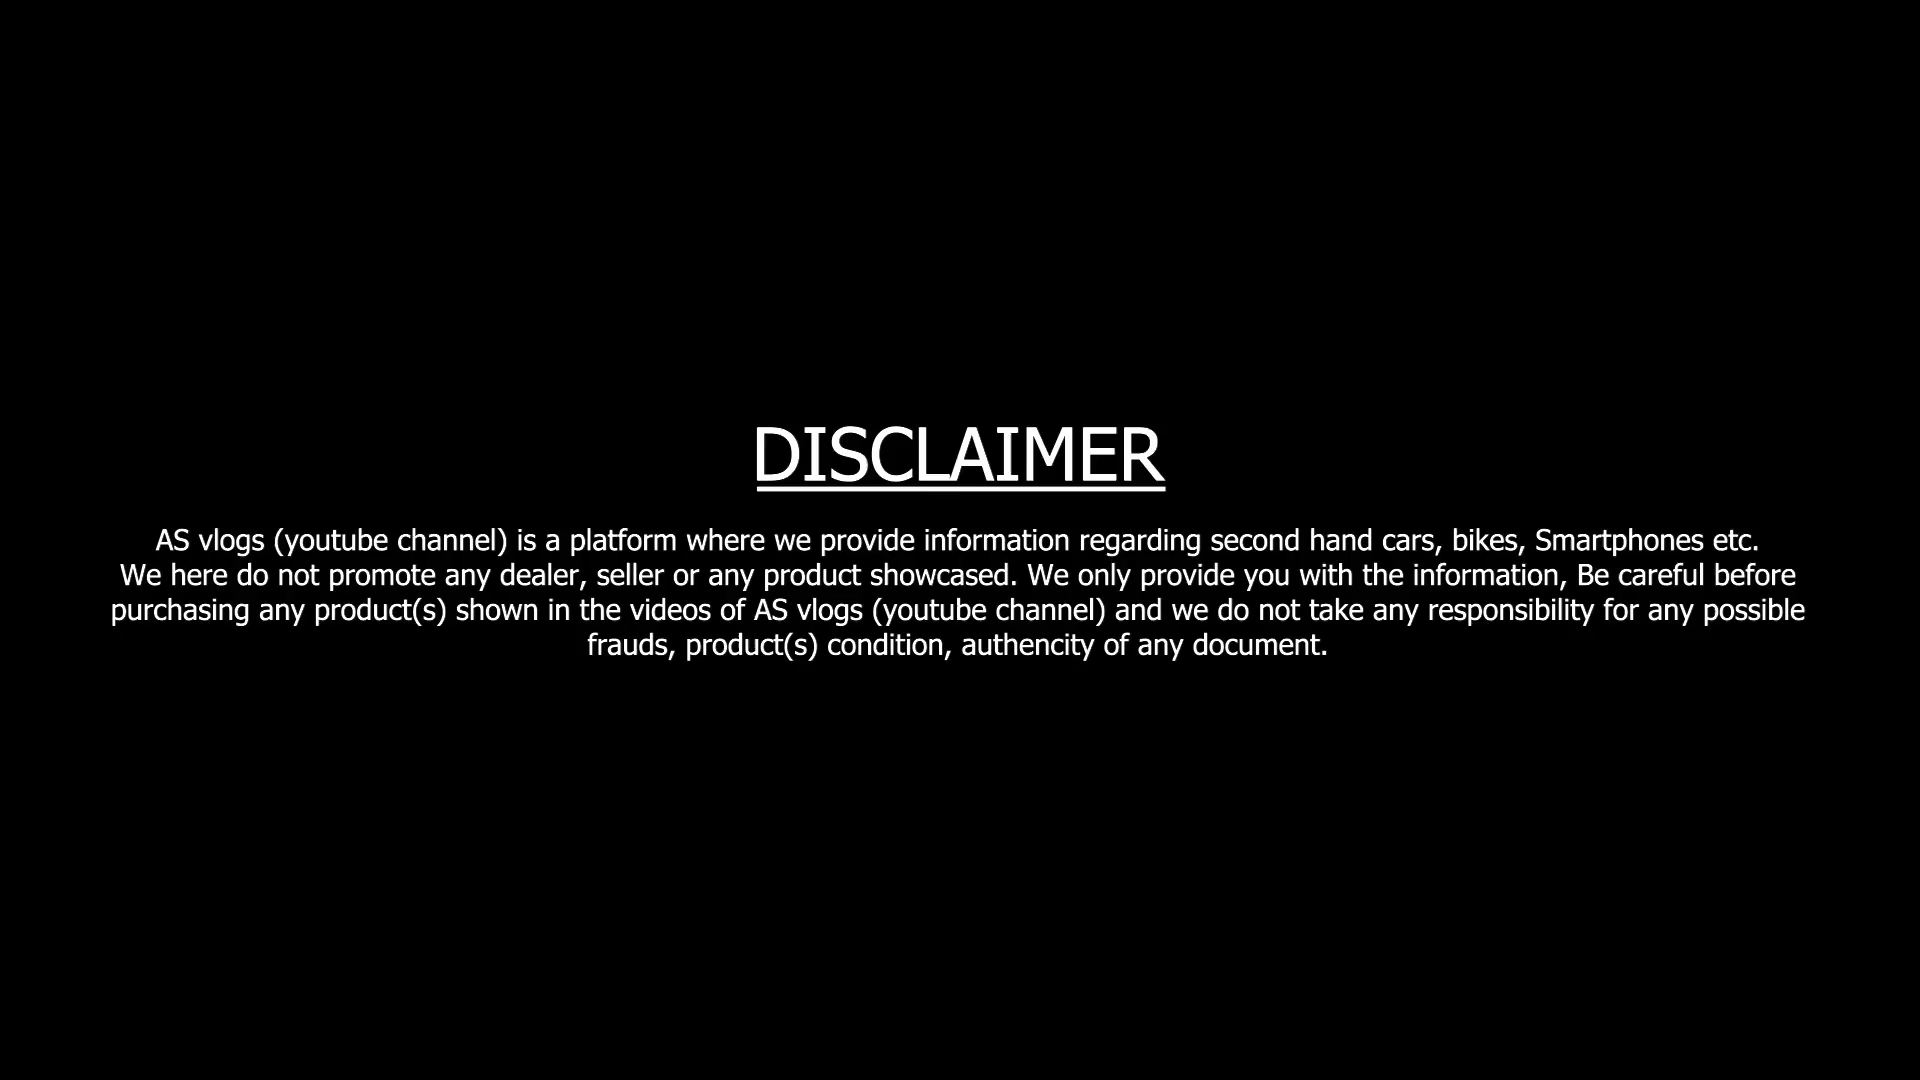 DISCLAIMER
AS vlogs (youtube channel) is a platform where we provide information regarding second hand cars, bikes, Smartphones etc.
We here do not promote any dealer, seller or any product showcased. We only provide you with the information, Be careful before
purchasing any product(s) shown in the videos of AS vlogs (youtube channel) and we do not take any responsibility for any possible
frauds, product(s) condition, authencity of any document.